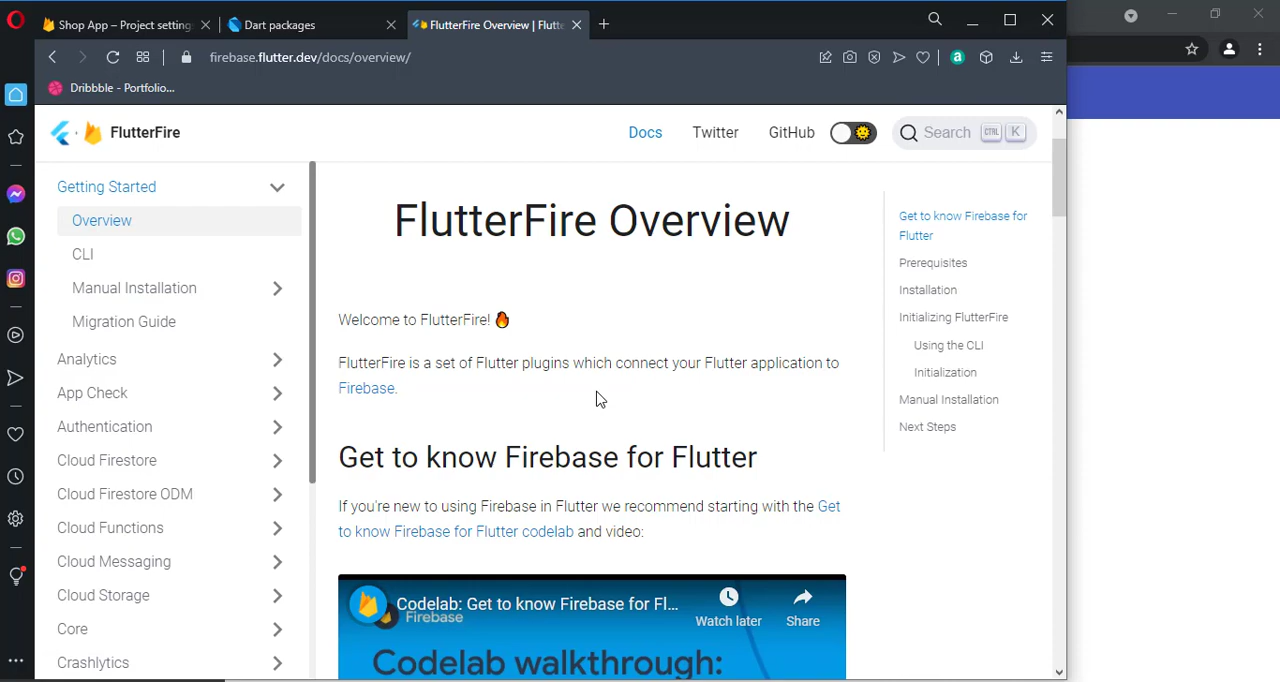 Shop App – Project setting
Dart packages
FlutterFire Overview | Flutte
firebase.flutter.dev/docs/overview/
Dribbble - Portfolio...
FlutterFire
Docs
Twitter
GitHub
Search
CTRL
K
Getting Started
Overview
CLI
Manual Installation
Migration Guide
Analytics
App Check
Authentication
Cloud Firestore
Cloud Firestore ODM
Cloud Functions
Cloud Messaging
Cloud Storage
Core
Crashlytics
FlutterFire Overview
Welcome to FlutterFire! 🔥
FlutterFire is a set of Flutter plugins which connect your Flutter application to
Firebase.
Get to know Firebase for Flutter
If you're new to using Firebase in Flutter we recommend starting with the Get
to know Firebase for Flutter codelab and video:
Codelab: Get to know Firebase for Fl...
Firebase
Watch later
Share
Codelab walkthrough:
Get to know Firebase for
Flutter
Prerequisites
Installation
Initializing FlutterFire
Using the CLI
Initialization
Manual Installation
Next Steps